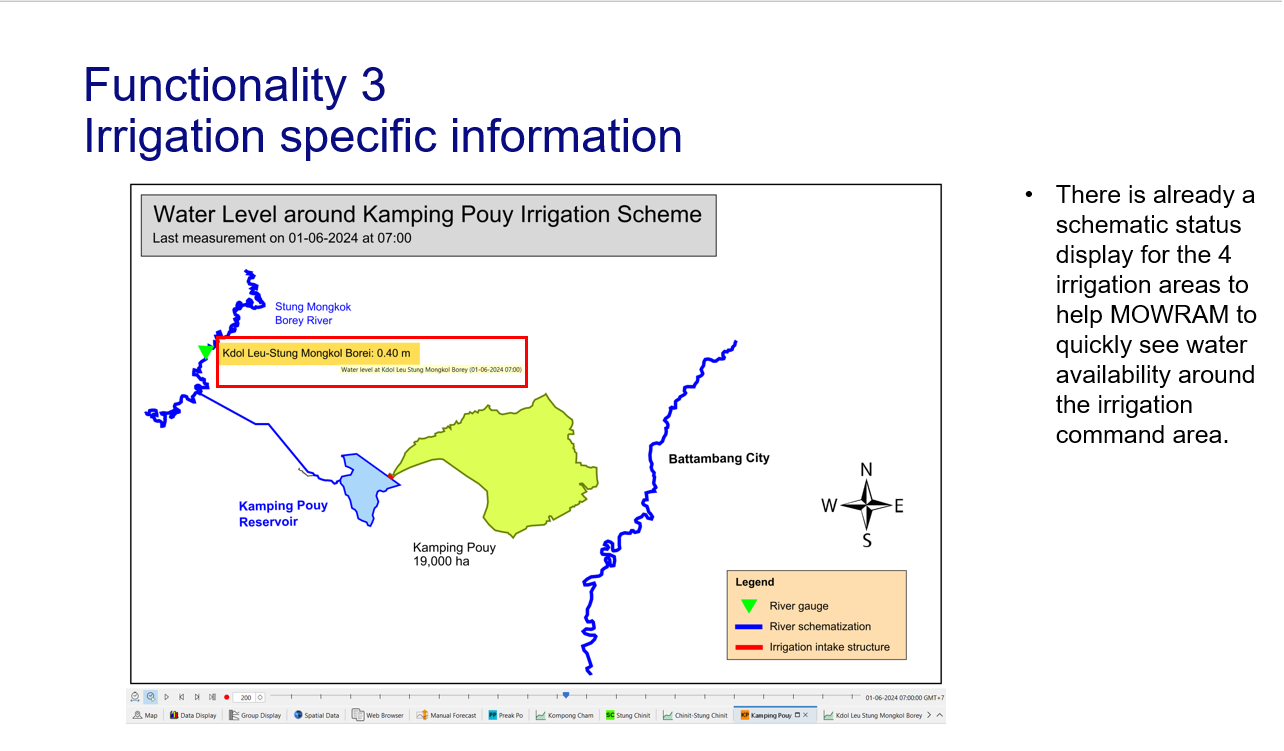 Functionality 3
Irrigation specific information
Water Level around Kamping Pouy Irrigation Scheme
Last measurement on 01-06-2024 at 07:00
Stung Mongkok
Borey River
Kdol Leu-Stung Mongkol Borei: 0.40 m
Water level at Kdol Leu Stung Mongkol Borey (01-06-2024 07:00)
Battambang City
Kamping Pouy
Reservoir
Kamping Pouy
19,000 ha
N
W E
S
Legend
River gauge
River schematization
Irrigation intake structure
• There is already a
schematic status
display for the 4
irrigation areas to
help MOWRAM to
quickly see water
availability around
the irrigation
command area.
200 01-06-2024 07:00:00 GMT+7
Map Data Display Group Display Spatial Data Web Browser Manual Forecast PP Preak Po Kompong Cham SC Stung Chinit Chinit-Stung Chinit KP Kamping Pouy Kdol Leu Stung Mongkol Borey